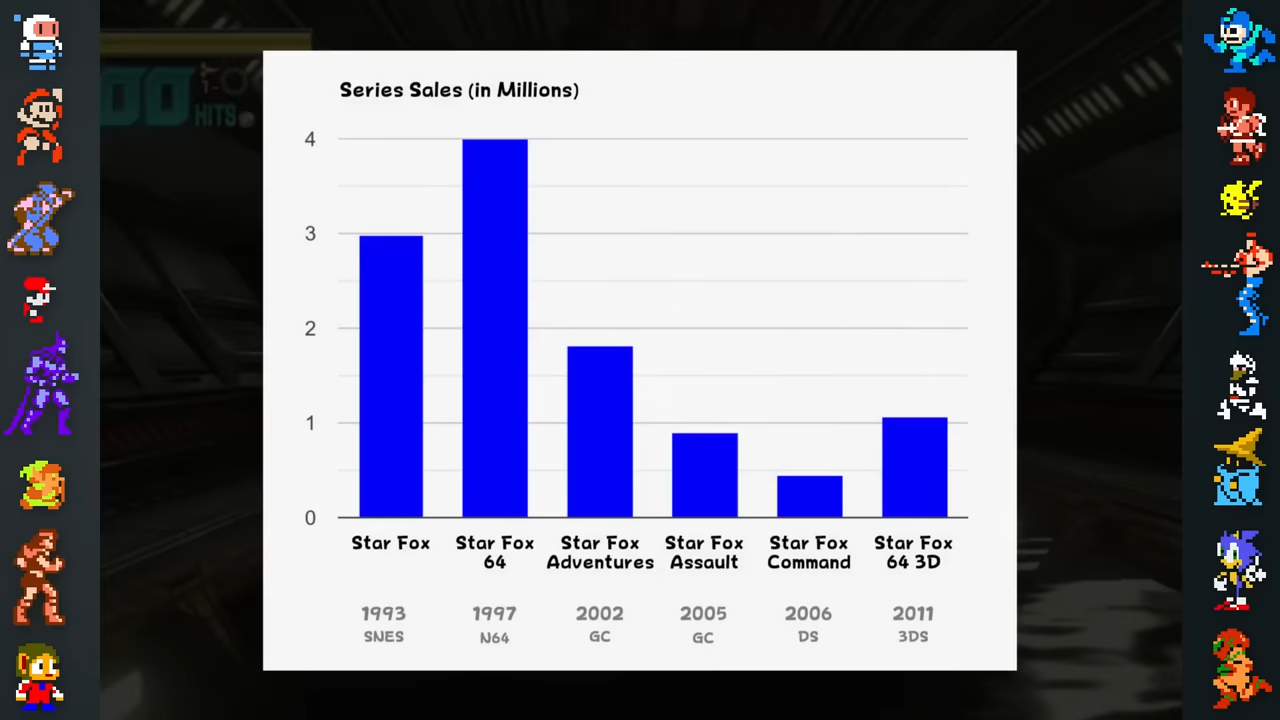 Series Sales (in Millions)
4
3
2
1
0
Star Fox
Star Fox 64
Star Fox Adventures
Star Fox Assault
Star Fox Command
Star Fox 64 3D
1993
SNES
1997
N64
2002
GC
2005
GC
2006
DS
2011
3DS
00
HITS